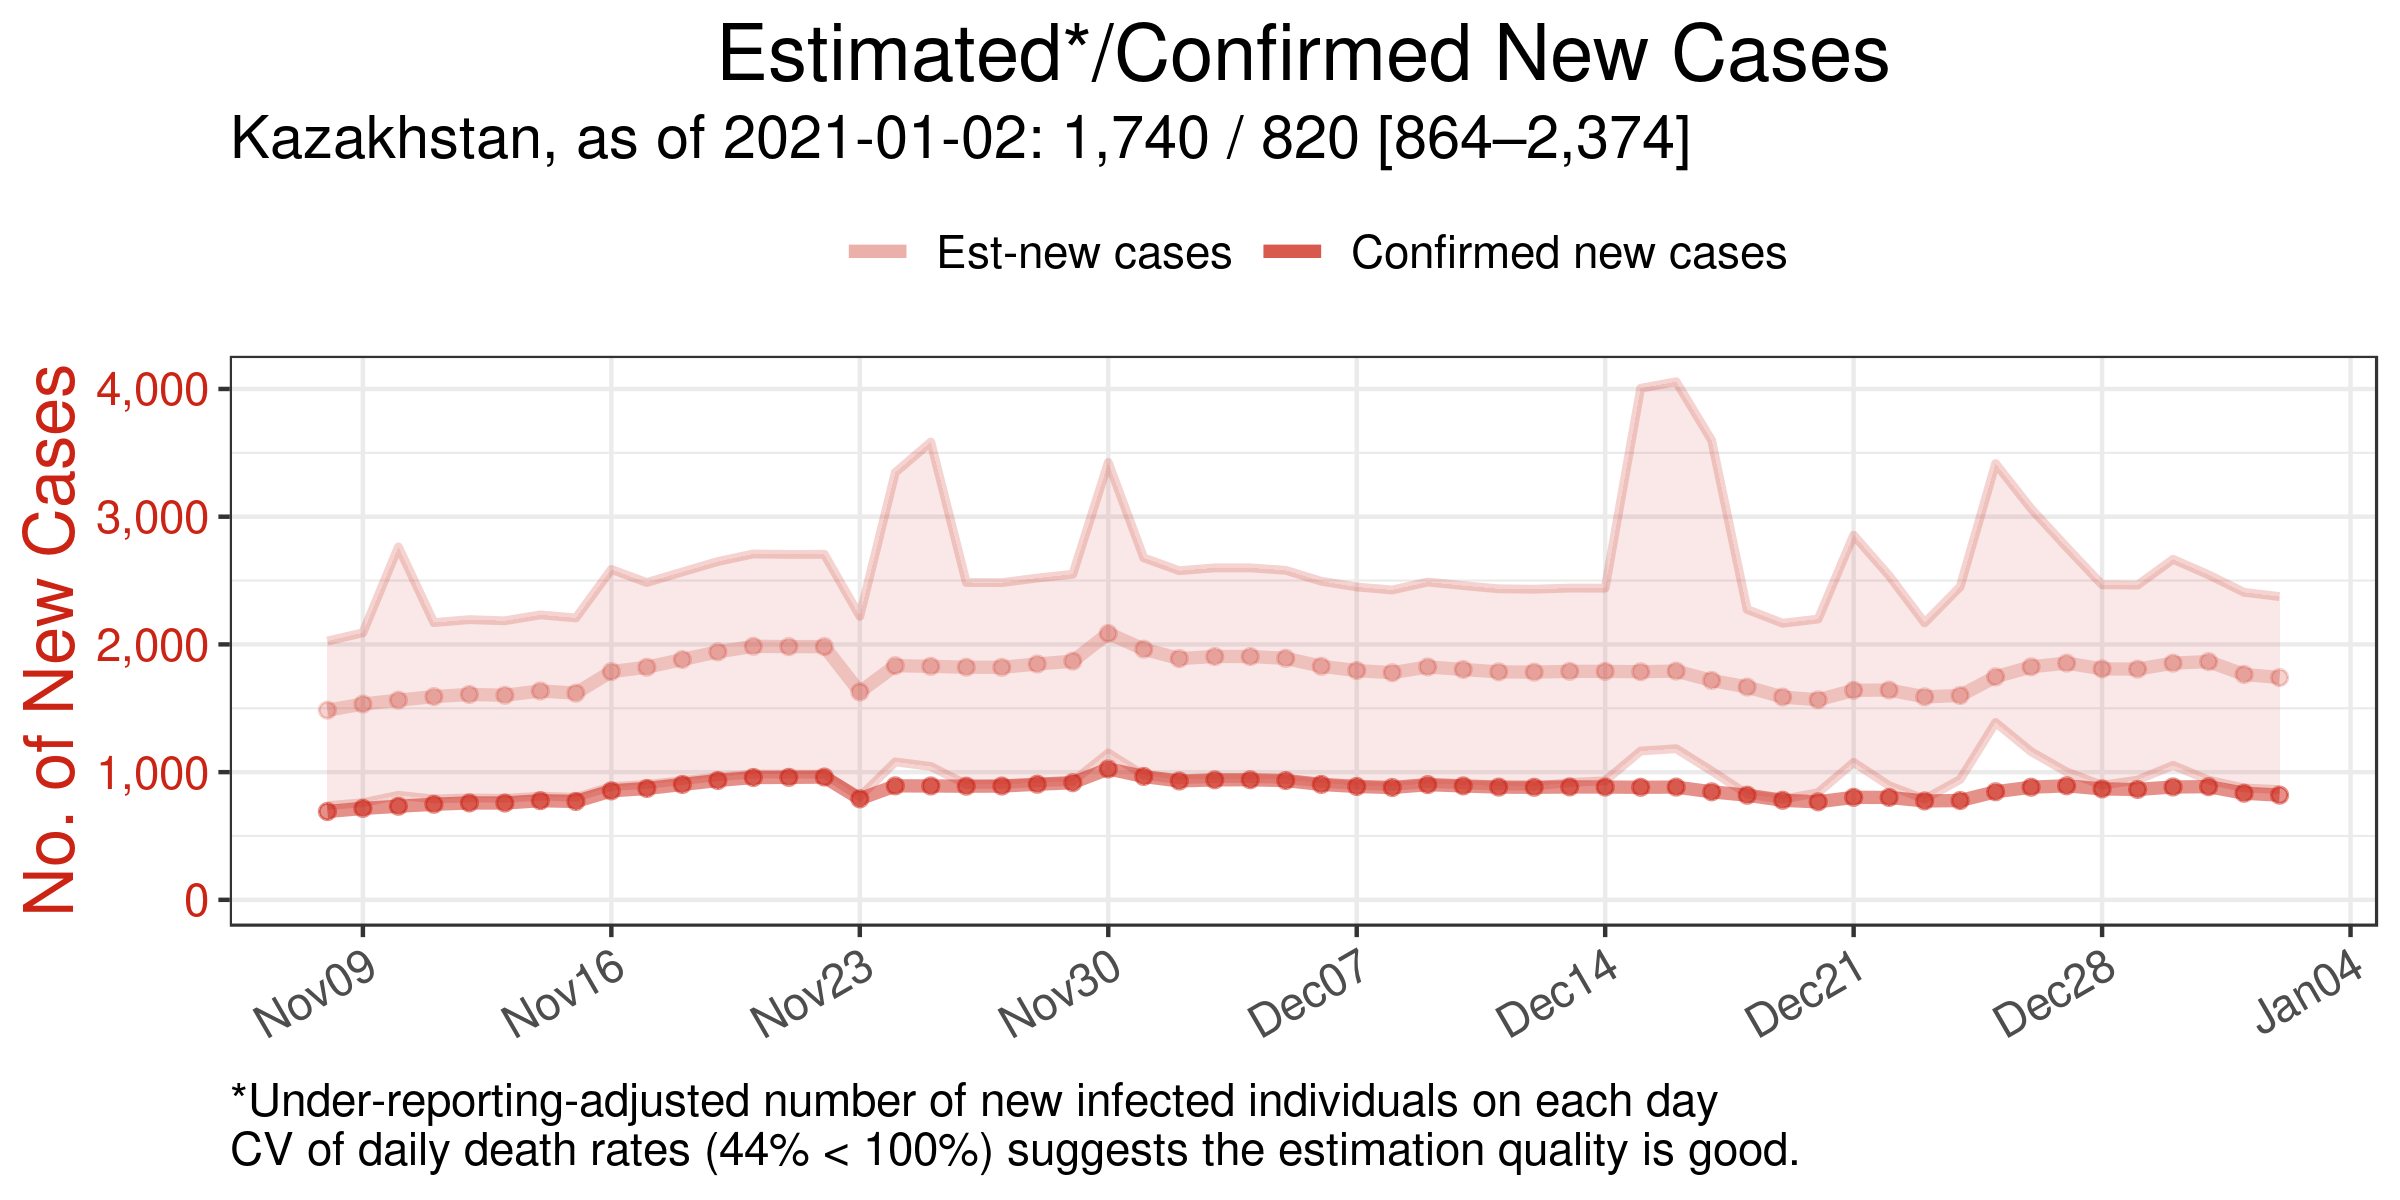 Estimated*/Confirmed New Cases
Kazakhstan, as of 2021-01-02: 1,740 / 820 [864–2,374]
Est-new cases
Confirmed new cases
No. of New Cases
4,000
3,000
2,000
1,000
0
Nov09
Nov16
Nov23
Nov30
Dec07
Dec14
Dec21
Dec28
Jan04
*Under-reporting-adjusted number of new infected individuals on each day
CV of daily death rates (44% < 100%) suggests the estimation quality is good.